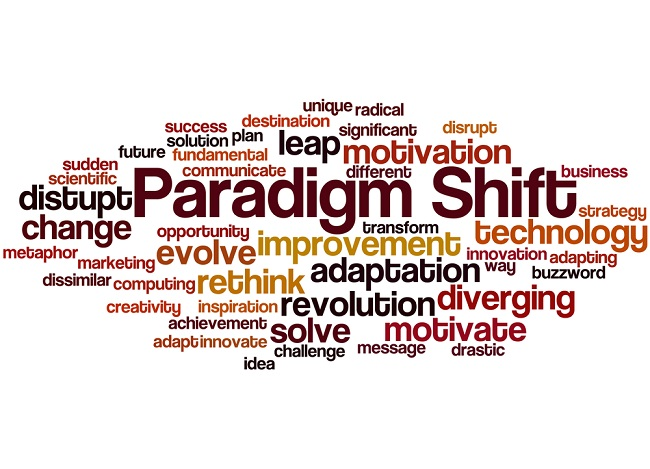 unique radical
destination
success significant disrupt
solution plan leap
future fundamental motivation
sudden communicate different business
scientific
distupt Paradigm Shift
strategy
change opportunity transform technology
metaphor evolve improvement innovation adapting
marketing adaptation way buzzword
dissimilar computing rethink
creativity inspiration revolution diverging
achievement solve motivate
adapt innovate challenge message drastic
idea